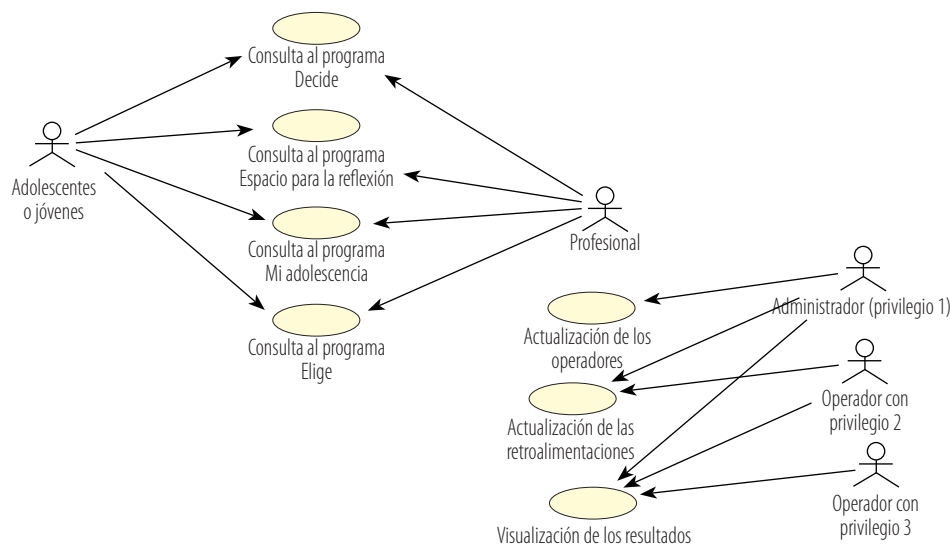 Consulta al programa
Decide
Consulta al programa
Espacio para la reflexión
Adolescentes
o jóvenes
Consulta al programa
Mi adolescencia
Profesional
Consulta al programa
Elige
Administrador (privilegio 1)
Actualización de los
operadores
Operador con
privilegio 2
Actualización de las
retroalimentaciones
Operador con
privilegio 3
Visualización de los resultados